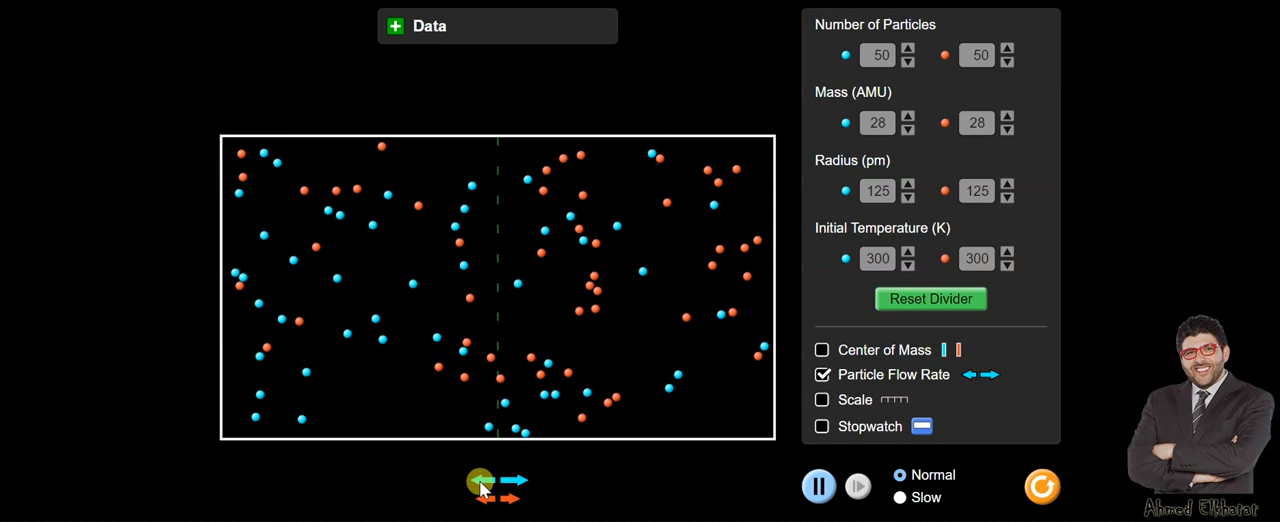 Data
Number of Particles
50 50
Mass (AMU)
28 28
Radius (pm)
125 125
Initial Temperature (K)
300 300
Reset Divider
Center of Mass
Particle Flow Rate
Scale
Stopwatch
Normal
Slow
Ahmed Elkhatat